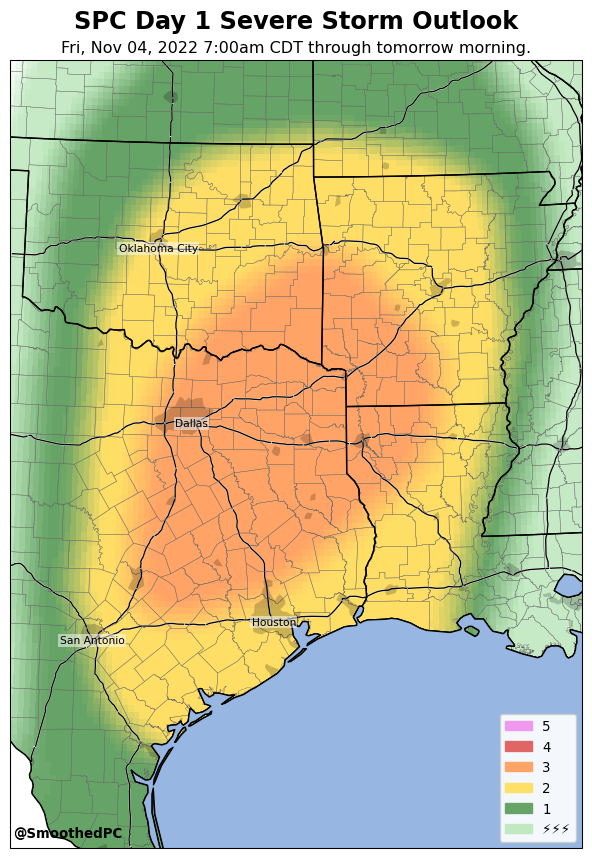 SPC Day 1 Severe Storm Outlook
Fri, Nov 04, 2022 7:00am CDT through tomorrow morning.
Oklahoma City
Dallas
Houston
San Antonio
5
4
3
2
1
⚡⚡⚡
@SmoothedPC